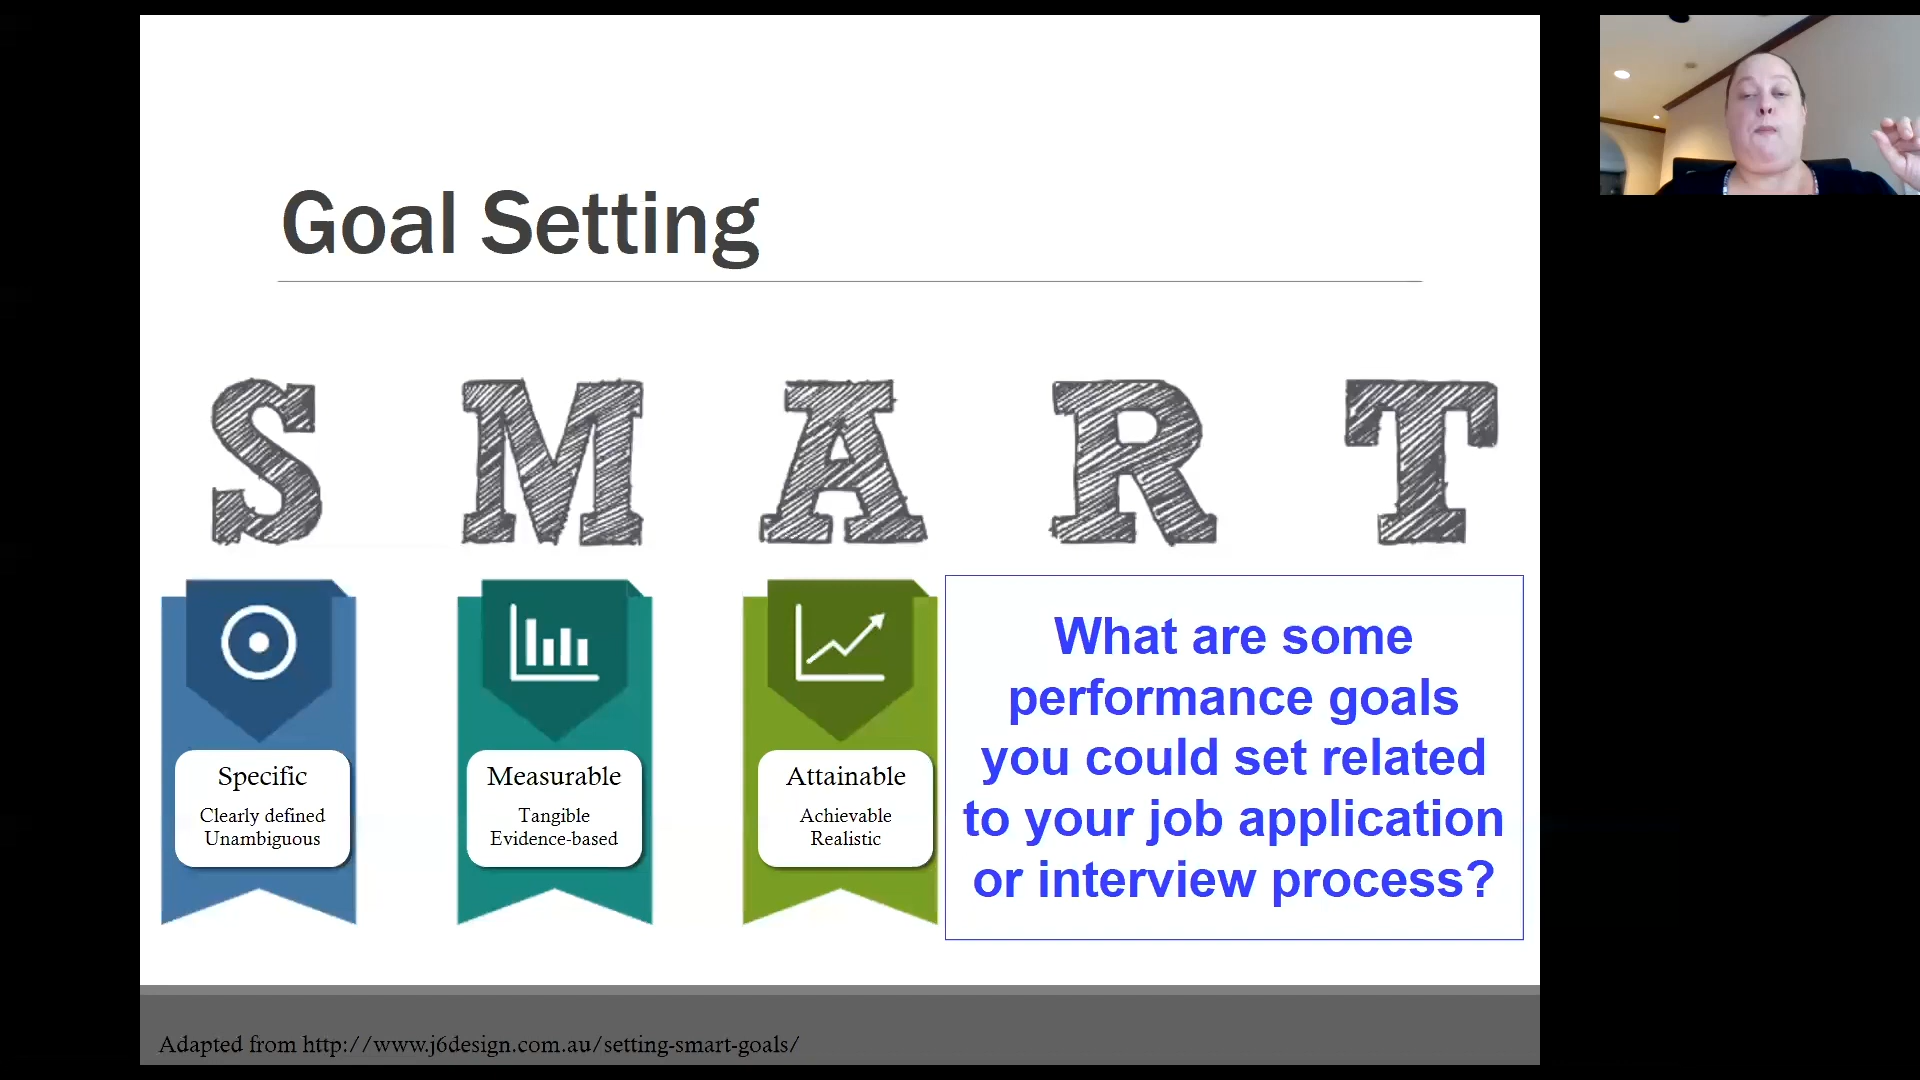 Goal Setting
S M A R T
Specific
Clearly defined
Unambiguous
Measurable
Tangible
Evidence-based
Attainable
Achievable
Realistic
What are some
performance goals
you could set related
to your job application
or interview process?
Adapted from http://www.j6design.com.au/setting-smart-goals/